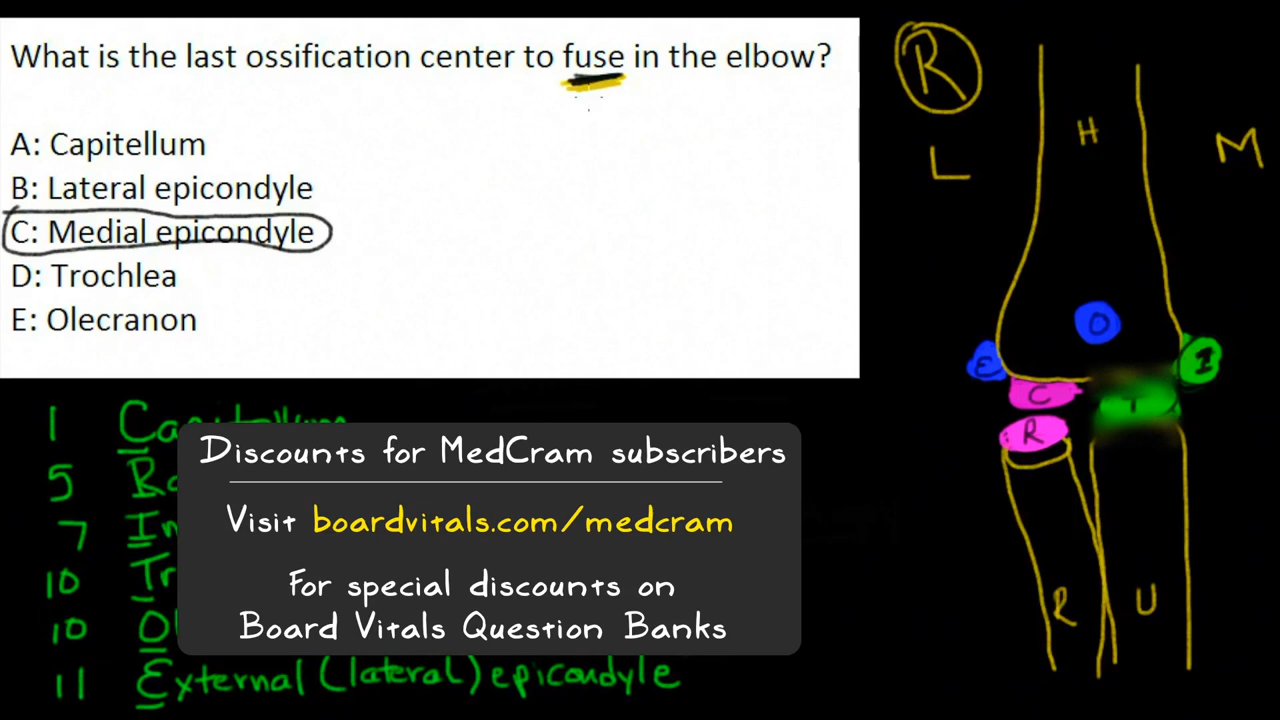 What is the last ossification center to fuse in the elbow?
A: Capitellum
B: Lateral epicondyle
C: Medial epicondyle
D: Trochlea
E: Olecranon
R
L
H
M
O
E
I
C
T
R
R
U
1
5
7
10
10
11 External (lateral) epicondyle
Discounts for MedCram subscribers
Visit boardvitals.com/medcram
For special discounts on
Board Vitals Question Banks